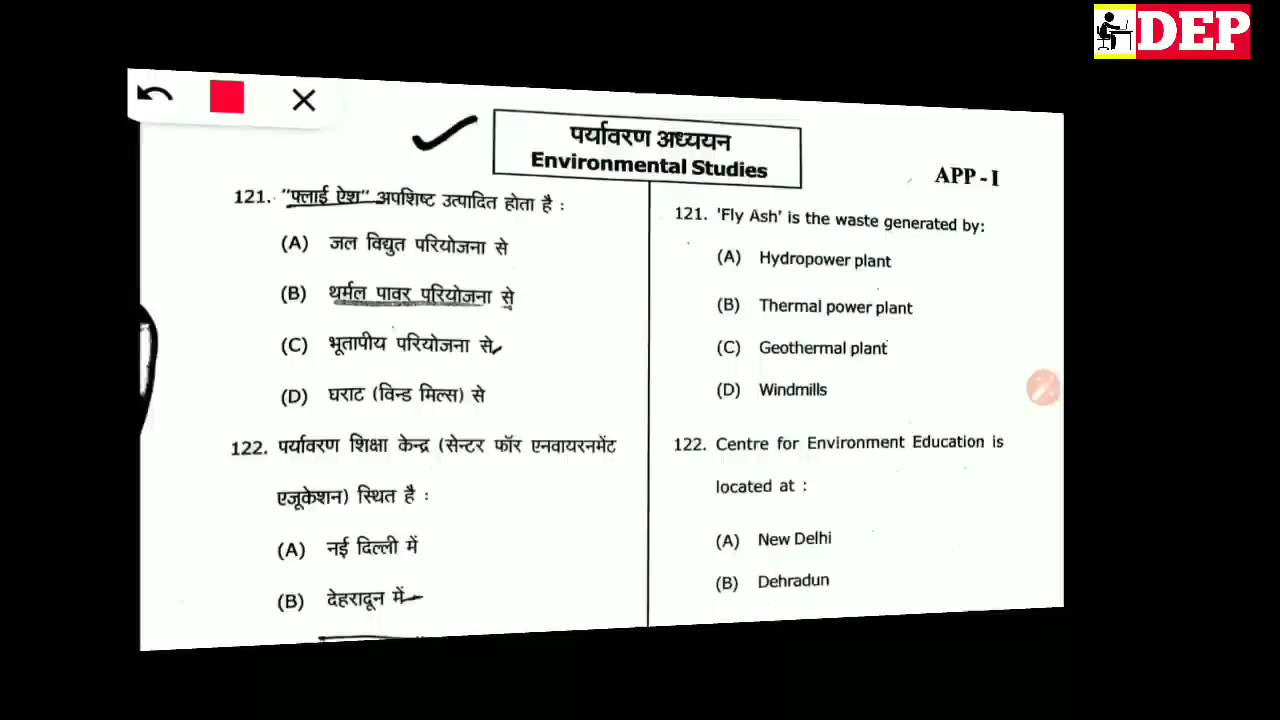 DEP
पर्यावरण अध्ययन
Environmental Studies
APP - I
121. "फ्लाई ऐश" अपशिष्ट उत्पादित होता है :
(A) जल विद्युत परियोजना से
(B) थर्मल पावर परियोजना से
(C) भूतापीय परियोजना से
(D) घराट (विन्ड मिल्स) से
122. पर्यावरण शिक्षा केन्द्र (सेन्टर फॉर एनवायरनमेंट
एजूकेशन) स्थित है :
(A) नई दिल्ली में
(B) देहरादून में
121. 'Fly Ash' is the waste generated by:
(A) Hydropower plant
(B) Thermal power plant
(C) Geothermal plant
(D) Windmills
122. Centre for Environment Education is
located at :
(A) New Delhi
(B) Dehradun